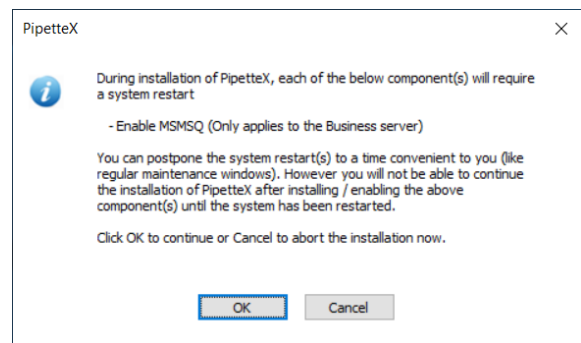 PipetteX
During installation of PipetteX, each of the below component(s) will require
a system restart
- Enable MSMSQ (Only applies to the Business server)
You can postpone the system restart(s) to a time convenient to you (like
regular maintenance windows). However you will not be able to continue
the installation of PipetteX after installing / enabling the above
component(s) until the system has been restarted.
Click OK to continue or Cancel to abort the installation now.
OK
Cancel